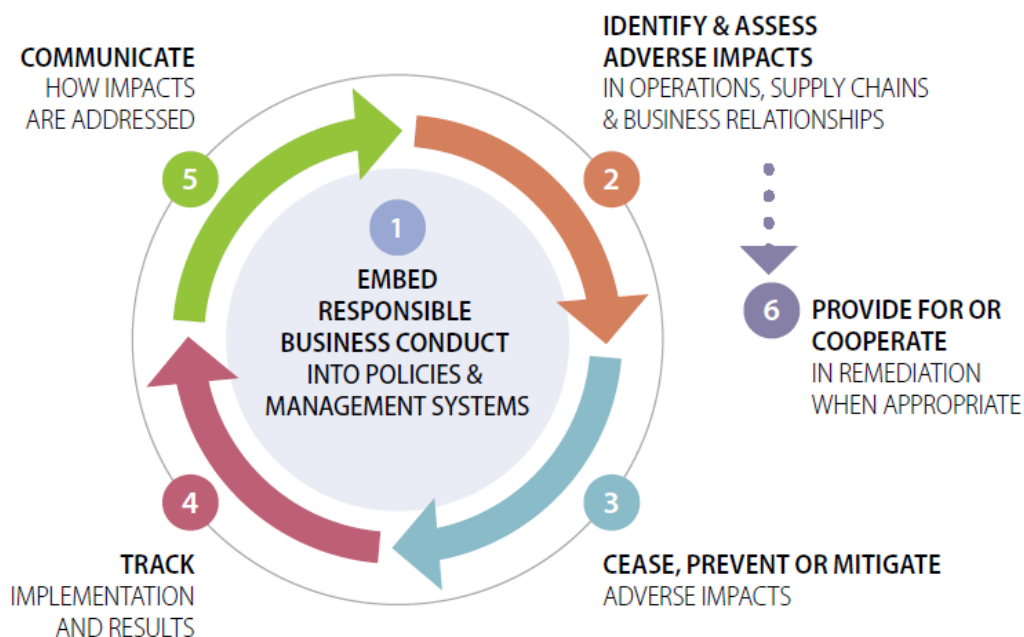 COMMUNICATE
HOW IMPACTS
ARE ADDRESSED
5
IDENTIFY & ASSESS
ADVERSE IMPACTS
IN OPERATIONS, SUPPLY CHAINS
& BUSINESS RELATIONSHIPS
2
1
EMBED
RESPONSIBLE
BUSINESS CONDUCT
INTO POLICIES &
MANAGEMENT SYSTEMS
6
PROVIDE FOR OR
COOPERATE
IN REMEDIATION
WHEN APPROPRIATE
4
TRACK
IMPLEMENTATION
AND RESULTS
3
CEASE, PREVENT OR MITIGATE
ADVERSE IMPACTS